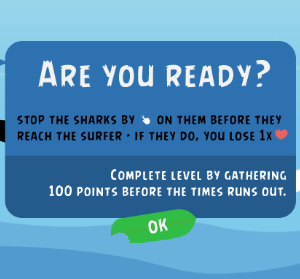 ARE YOU READY?
STOP THE SHARKS BY ON THEM BEFORE THEY
REACH THE SURFER - IF THEY DO, YOU LOSE 1X
COMPLETE LEVEL BY GATHERING
100 POINTS BEFORE THE TIMES RUNS OUT.
OK